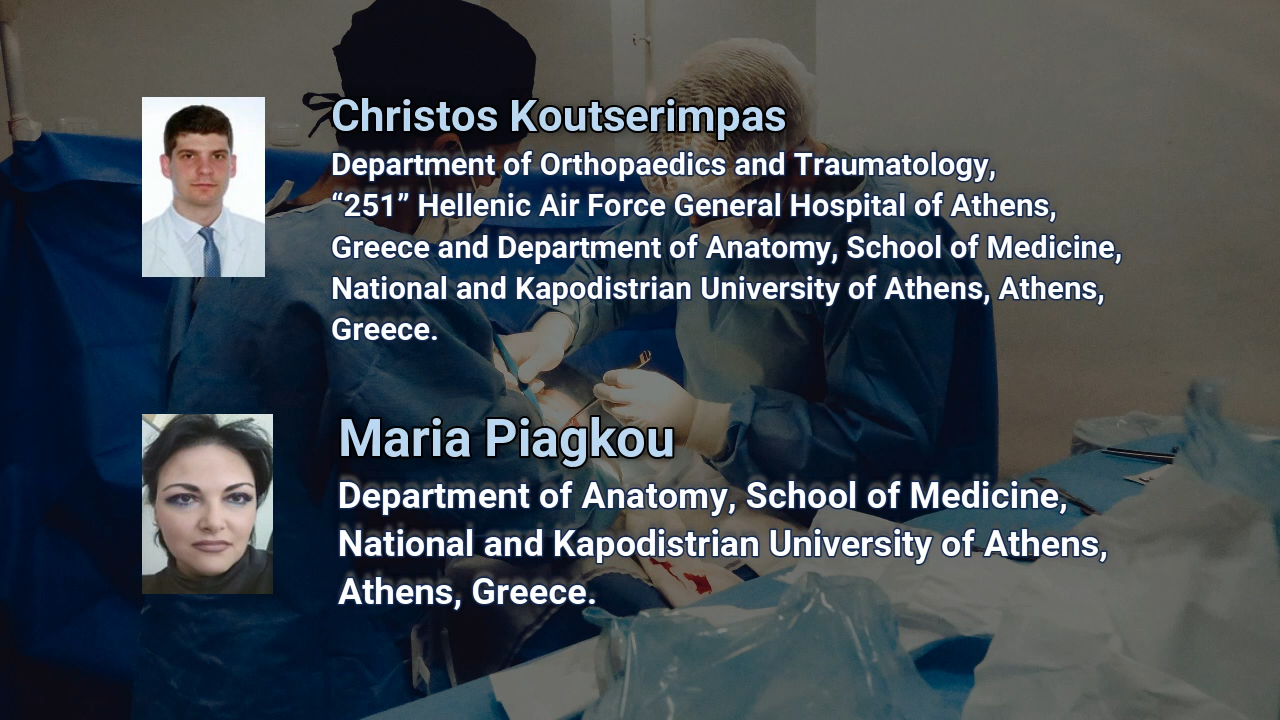 Christos Koutserimpas
Department of Orthopaedics and Traumatology,
“251” Hellenic Air Force General Hospital of Athens,
Greece and Department of Anatomy, School of Medicine,
National and Kapodistrian University of Athens, Athens,
Greece.
Maria Piagkou
Department of Anatomy, School of Medicine,
National and Kapodistrian University of Athens,
Athens, Greece.